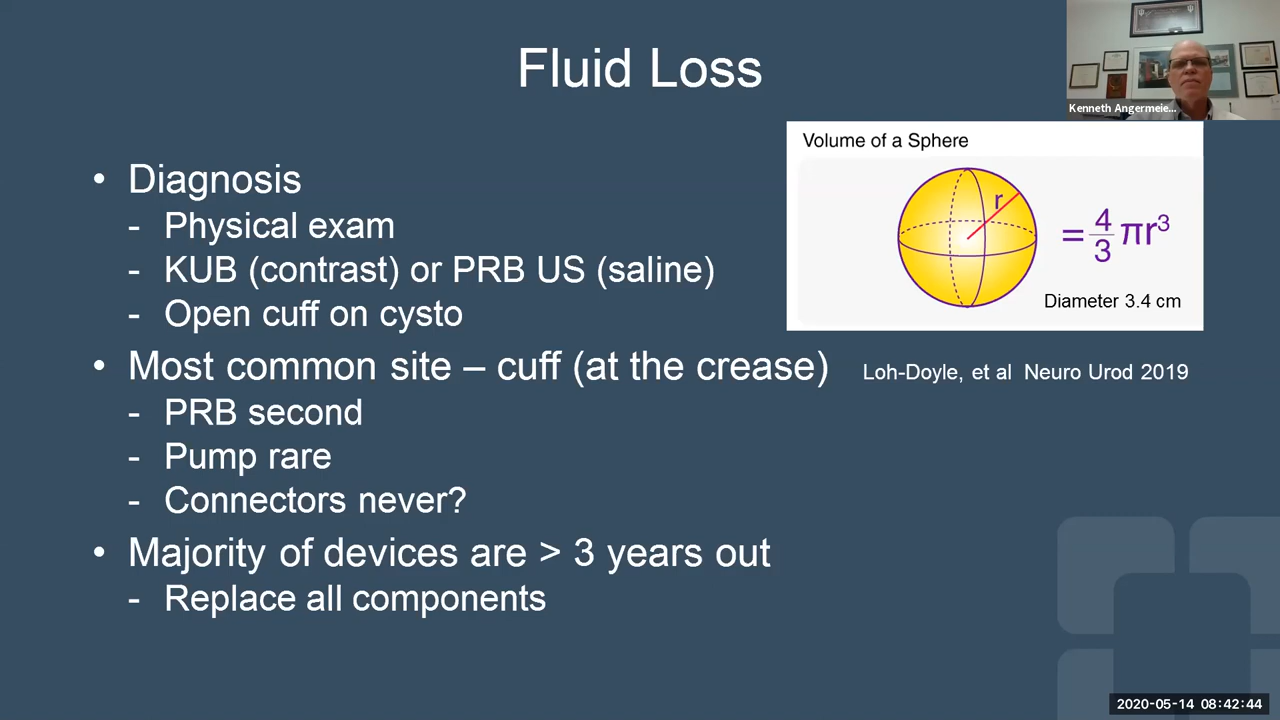 Fluid Loss
Kenneth Angermeie...
Volume of a Sphere
r
= 4/3 πr³
Diameter 3.4 cm
• Diagnosis
- Physical exam
- KUB (contrast) or PRB US (saline)
- Open cuff on cysto
• Most common site – cuff (at the crease)
Loh-Doyle, et al Neuro Urod 2019
- PRB second
- Pump rare
- Connectors never?
• Majority of devices are > 3 years out
- Replace all components
2020-05-14 08:42:44